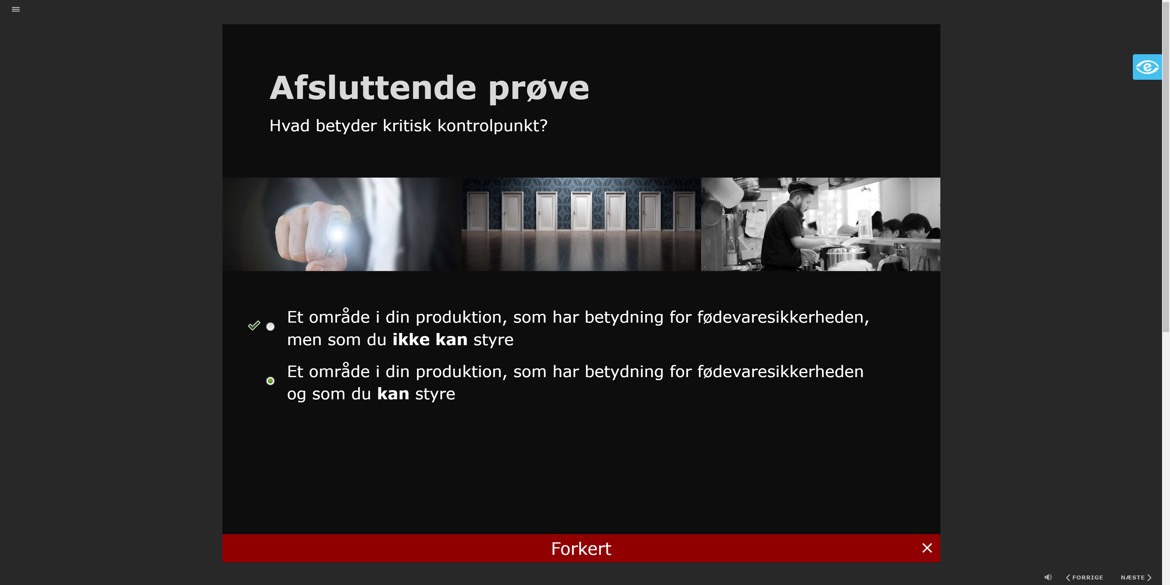 Afsluttende prøve
Hvad betyder kritisk kontrolpunkt?
Et område i din produktion, som har betydning for fødevaresikkerheden,
men som du ikke kan styre
Et område i din produktion, som har betydning for fødevaresikkerheden
og som du kan styre
Forkert
FORRIGE
NÆSTE